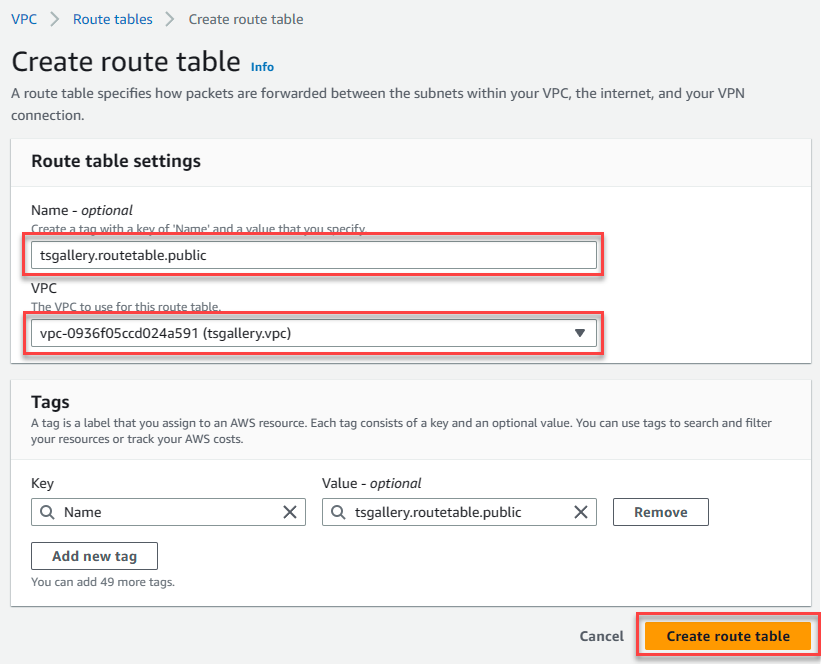 VPC > Route tables > Create route table
Create route table Info
A route table specifies how packets are forwarded between the subnets within your VPC, the internet, and your VPN
connection.
Route table settings
Name - optional
Create a tag with a key of 'Name' and a value that you specify.
tsgallery.routetable.public
VPC
The VPC to use for this route table.
vpc-0936f05ccd024a591 (tsgallery.vpc)
Tags
A tag is a label that you assign to an AWS resource. Each tag consists of a key and an optional value. You can use tags to search and filter
your resources or track your AWS costs.
Key Value - optional
Name tsgallery.routetable.public Remove
Add new tag
You can add 49 more tags.
Cancel Create route table